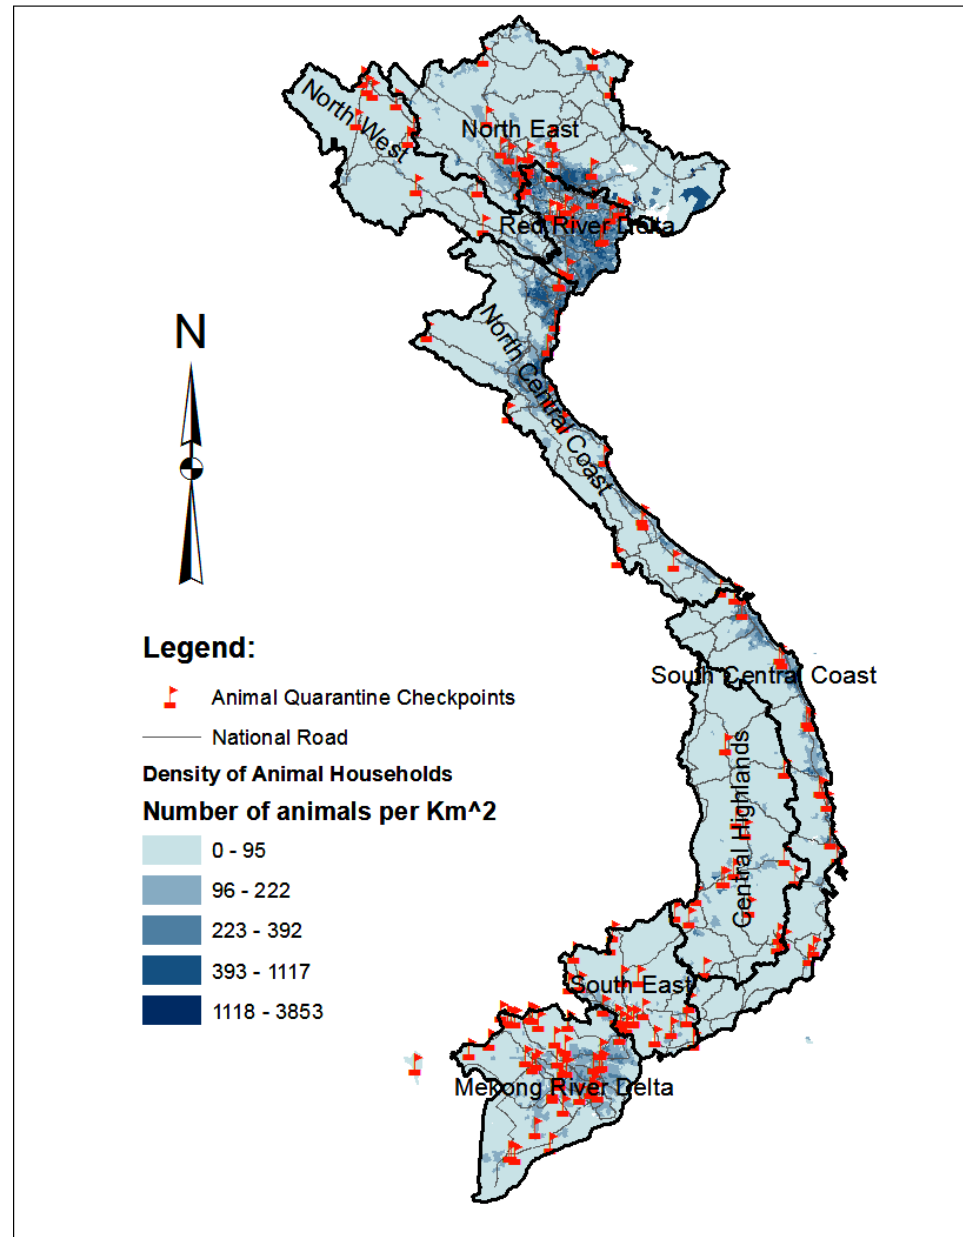 North West
North East
Red River Delta
North Central Coast
N
South Central Coast
Central Highlands
South East
Mekong River Delta
Legend:
Animal Quarantine Checkpoints
National Road
Density of Animal Households
Number of animals per Km^2
0 - 95
96 - 222
223 - 392
393 - 1117
1118 - 3853